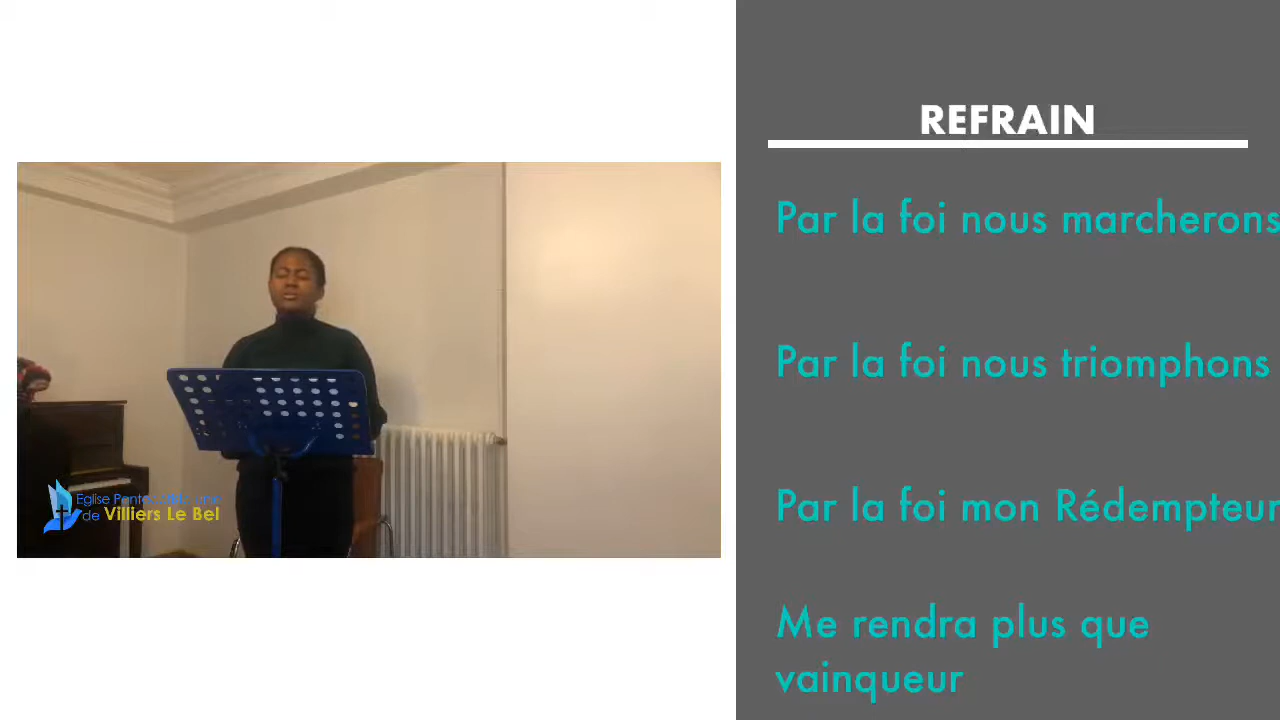 REFRAIN
Par la foi nous marcherons
Par la foi nous triomphons
Par la foi mon Rédempteur
Me rendra plus que
vainqueur
Eglise
de Villiers Le Bel